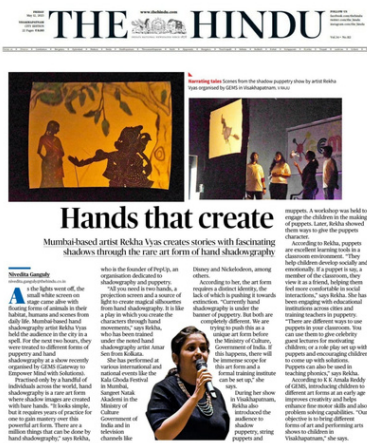 THE HINDU
www.thehindu.com
Narrating tales Scenes from the shadow puppetry show by artist Rekha
Vyas organised by GEMS in Visakhapatnam.
Hands that create
Mumbai-based artist Rekha Vyas creates stories with fascinating
shadows through the rare art form of hand shadowgraphy
Nivedita Ganguly
As the lights went off, the
small white screen on
stage came alive with
floating forms of animals in their
habitat, humans and scenes from
daily life. Mumbai-based hand
shadowgraphy artist Rekha Vyas
held the audience in the city in a
spell. For the next two hours, they
were treated to different forms of
puppetry and hand
shadowgraphy at a show recently
organised by GEMS (Gateway to
Empower Mind with Solutions).
Practised only by a handful of
individuals across the world, hand
shadowgraphy is a rare art form
where shadow images are created
with bare hands. "It looks simple,
but it requires years of practice for
one to gain mastery over this
powerful art form. There are a
million things that can be done by
hand shadowgraphy," says Rekha,
who is the founder of PepUp, an
organisation dedicated to
shadowgraphy and puppetry.
"All you need is two hands, a
projection screen and a source of
light to create magical silhouettes
from hand shadowgraphy. It is like
a play in which you create the
characters through hand
movements," says Rekha,
who has been trained
under the noted hand
shadowgraphy artist Amar
Sen from Kolkata.
She has performed at
various international and
national events like the
Kala Ghoda Festival
in Mumbai,
Sangeet Natak
Akademi to the
Ministry of
Culture
Government of
India and in
television
channels like
Disney and Nickelodeon, among
others.
According to her, the art form
requires a distinct identity, the
lack of which is pushing it towards
extinction. "Currently hand
shadowgraphy is under the
banner of puppetry. But both are
completely different. We are
trying to push this as a
unique art form before
the Ministry of Culture,
Government of India. If
this happens, there will
be immense scope for
this art form and a
formal training institute
can be set up," she
says.
During her show
in Visakhapatnam,
Rekha
introduced the
audience to
shadow
puppetry, string
puppets and
muppets. A workshop was held to
engage the children in the making
of puppets. Later, Rekha showed
them ways to give the puppets
character.
According to Rekha, puppets
are excellent learning tools in a
classroom environment. "They
help children develop socially and
emotionally. If a puppet is say, a
member of the classroom, they
view it as a friend, helping them
feel more comfortable in social
interactions," says Rekha. She has
been engaging with educational
institutions across cities and
training teachers in puppetry.
"There are different ways to use
puppets in your classroom. You
can use them to give celebrity
guest lectures for motivating
children; or a role play set up with
puppets and encouraging children
to come up with solutions.
Puppets can also be used in
teaching phonics," says Rekha.
According to K K Amala Reddy
of GEMS, introducing children to
different art forms at an early age
improves creativity and helps
enhance fine motor skills and also
problem solving capabilities. "Our
objective is to bring different
forms of art and performing arts
shows to children in
Visakhapatnam," she says.